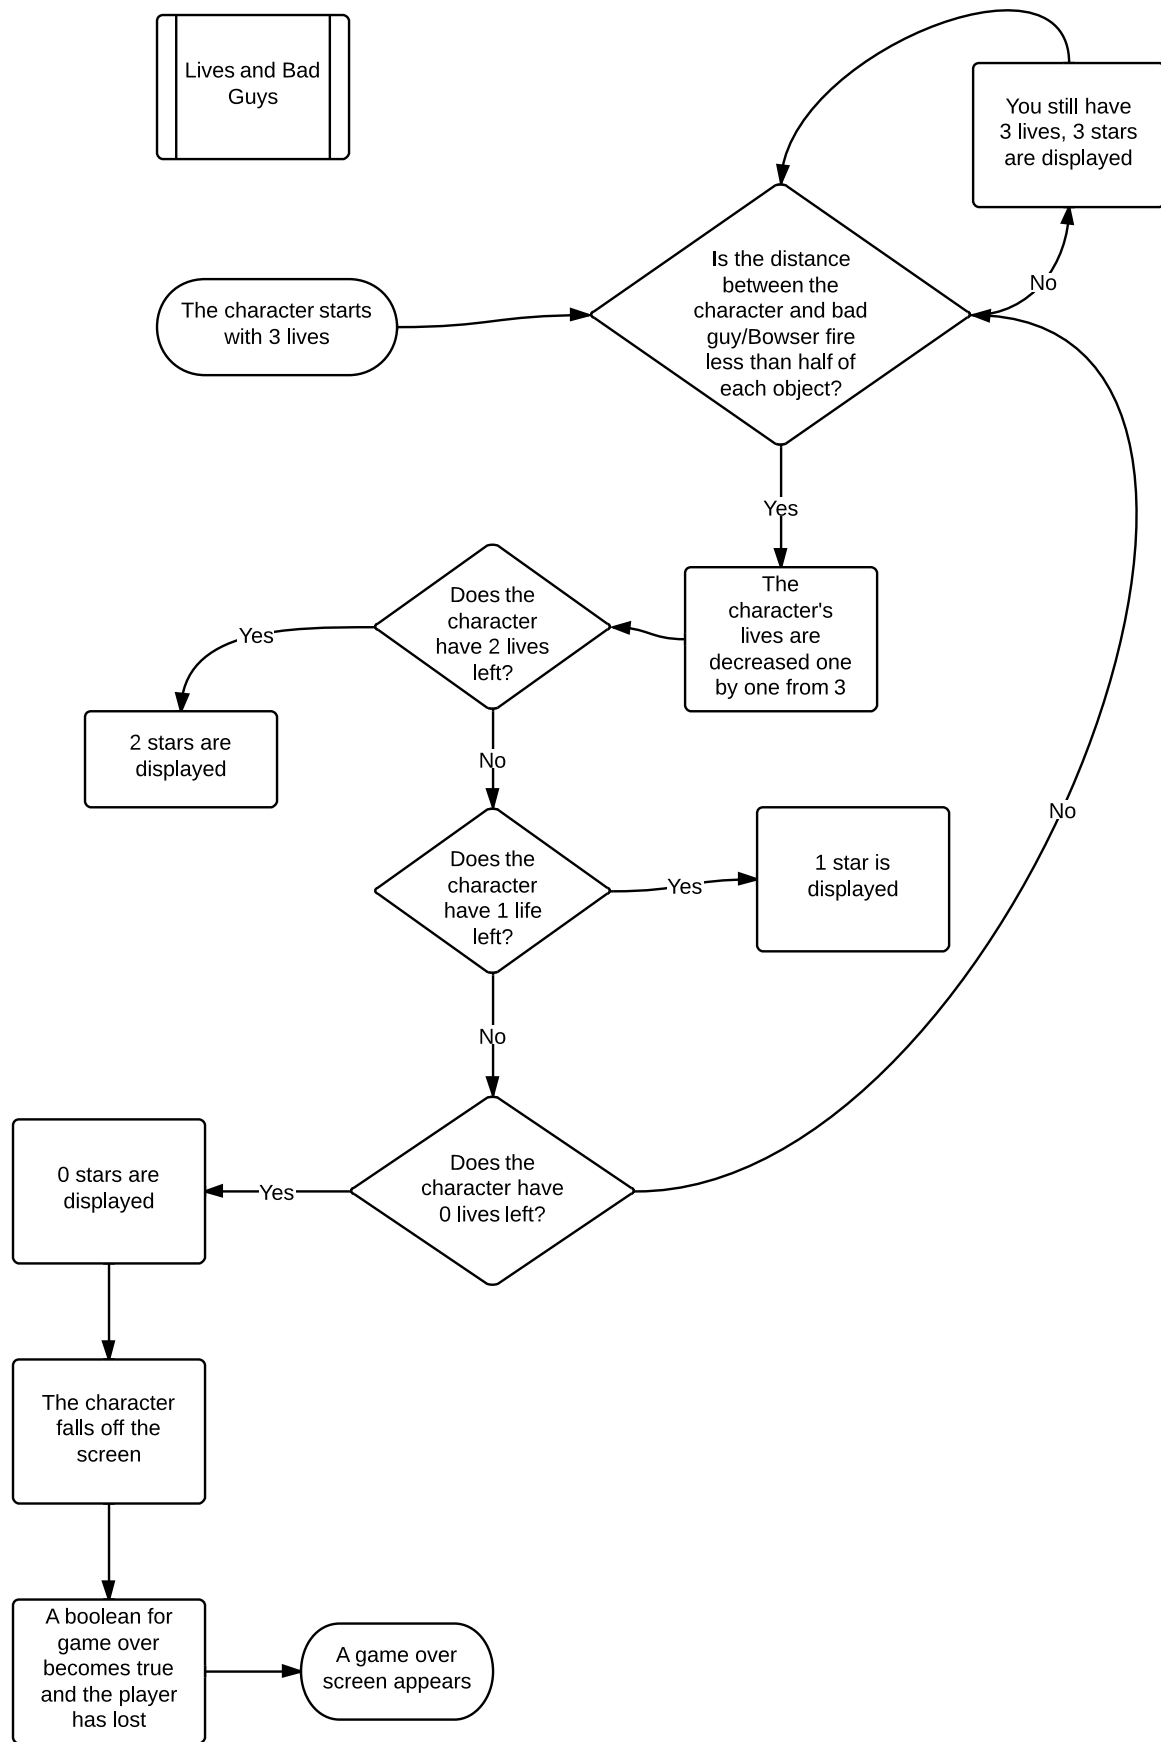 Lives and Bad
Guys
You still have
3 lives, 3 stars
are displayed
Is the distance
between the
character and bad
guy/Bowser fire
less than half of
each object?
No
The character starts
with 3 lives
Yes
The
character's
lives are
decreased one
by one from 3
Does the
character
have 2 lives
left?
Yes
2 stars are
displayed
No
Does the
character
have 1 life
left?
Yes
1 star is
displayed
No
No
Does the
character have
0 lives left?
Yes
0 stars are
displayed
The character
falls off the
screen
A boolean for
game over
becomes true
and the player
has lost
A game over
screen appears